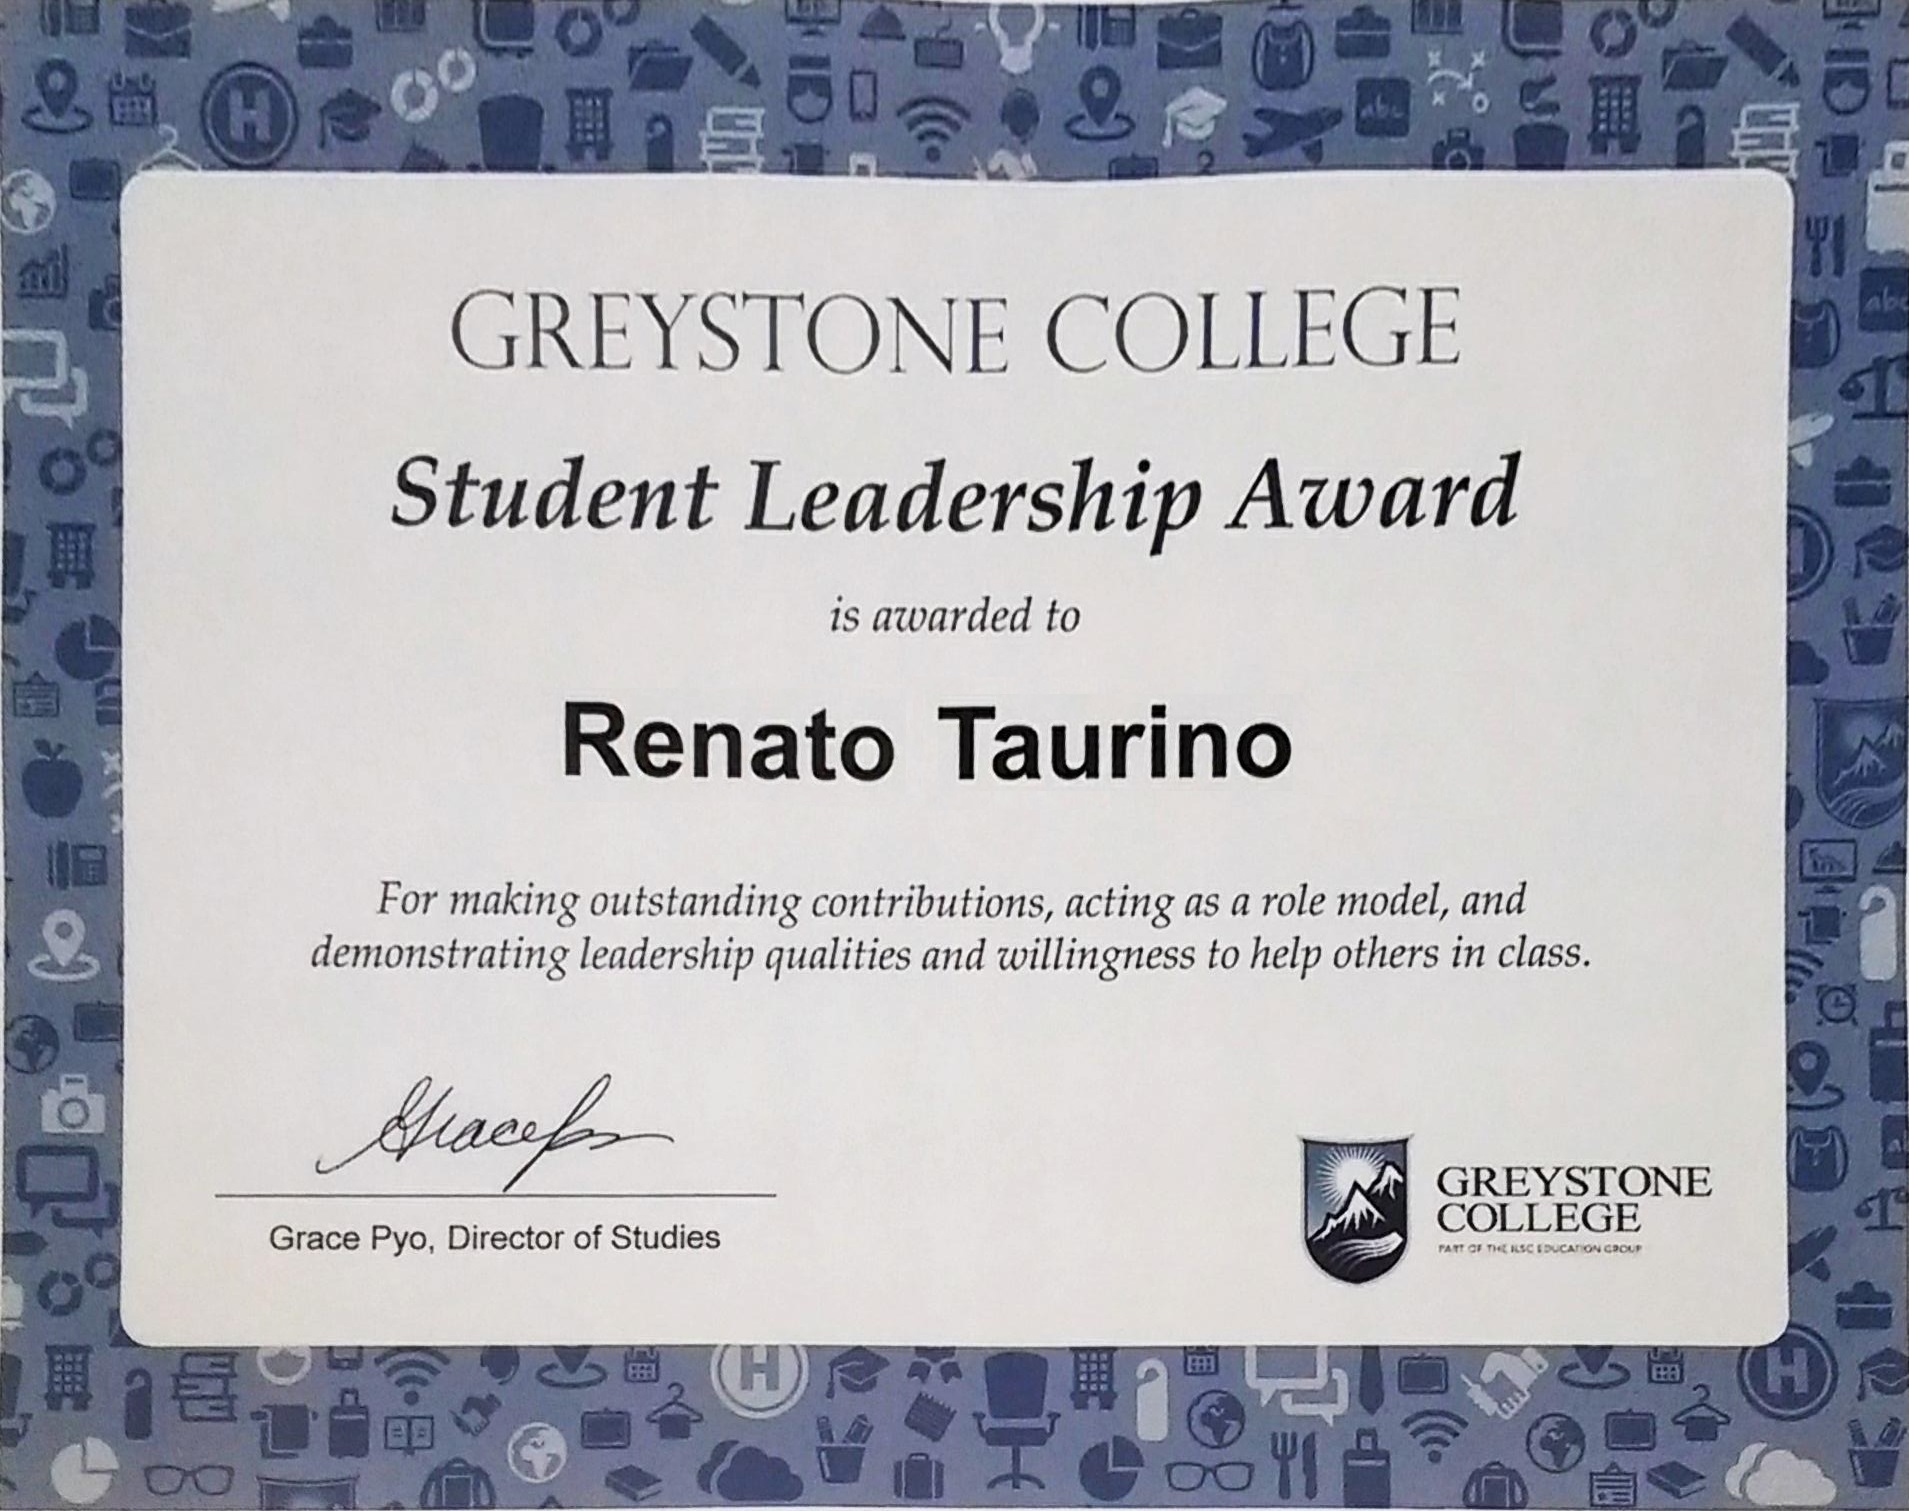 GREYSTONE COLLEGE
Student Leadership Award
is awarded to
Renato Taurino
For making outstanding contributions, acting as a role model, and
demonstrating leadership qualities and willingness to help others in class.
Grace Pyo, Director of Studies
GREYSTONE
COLLEGE
PART OF THE ILSC EDUCATION GROUP
H
abc
abc
H
H